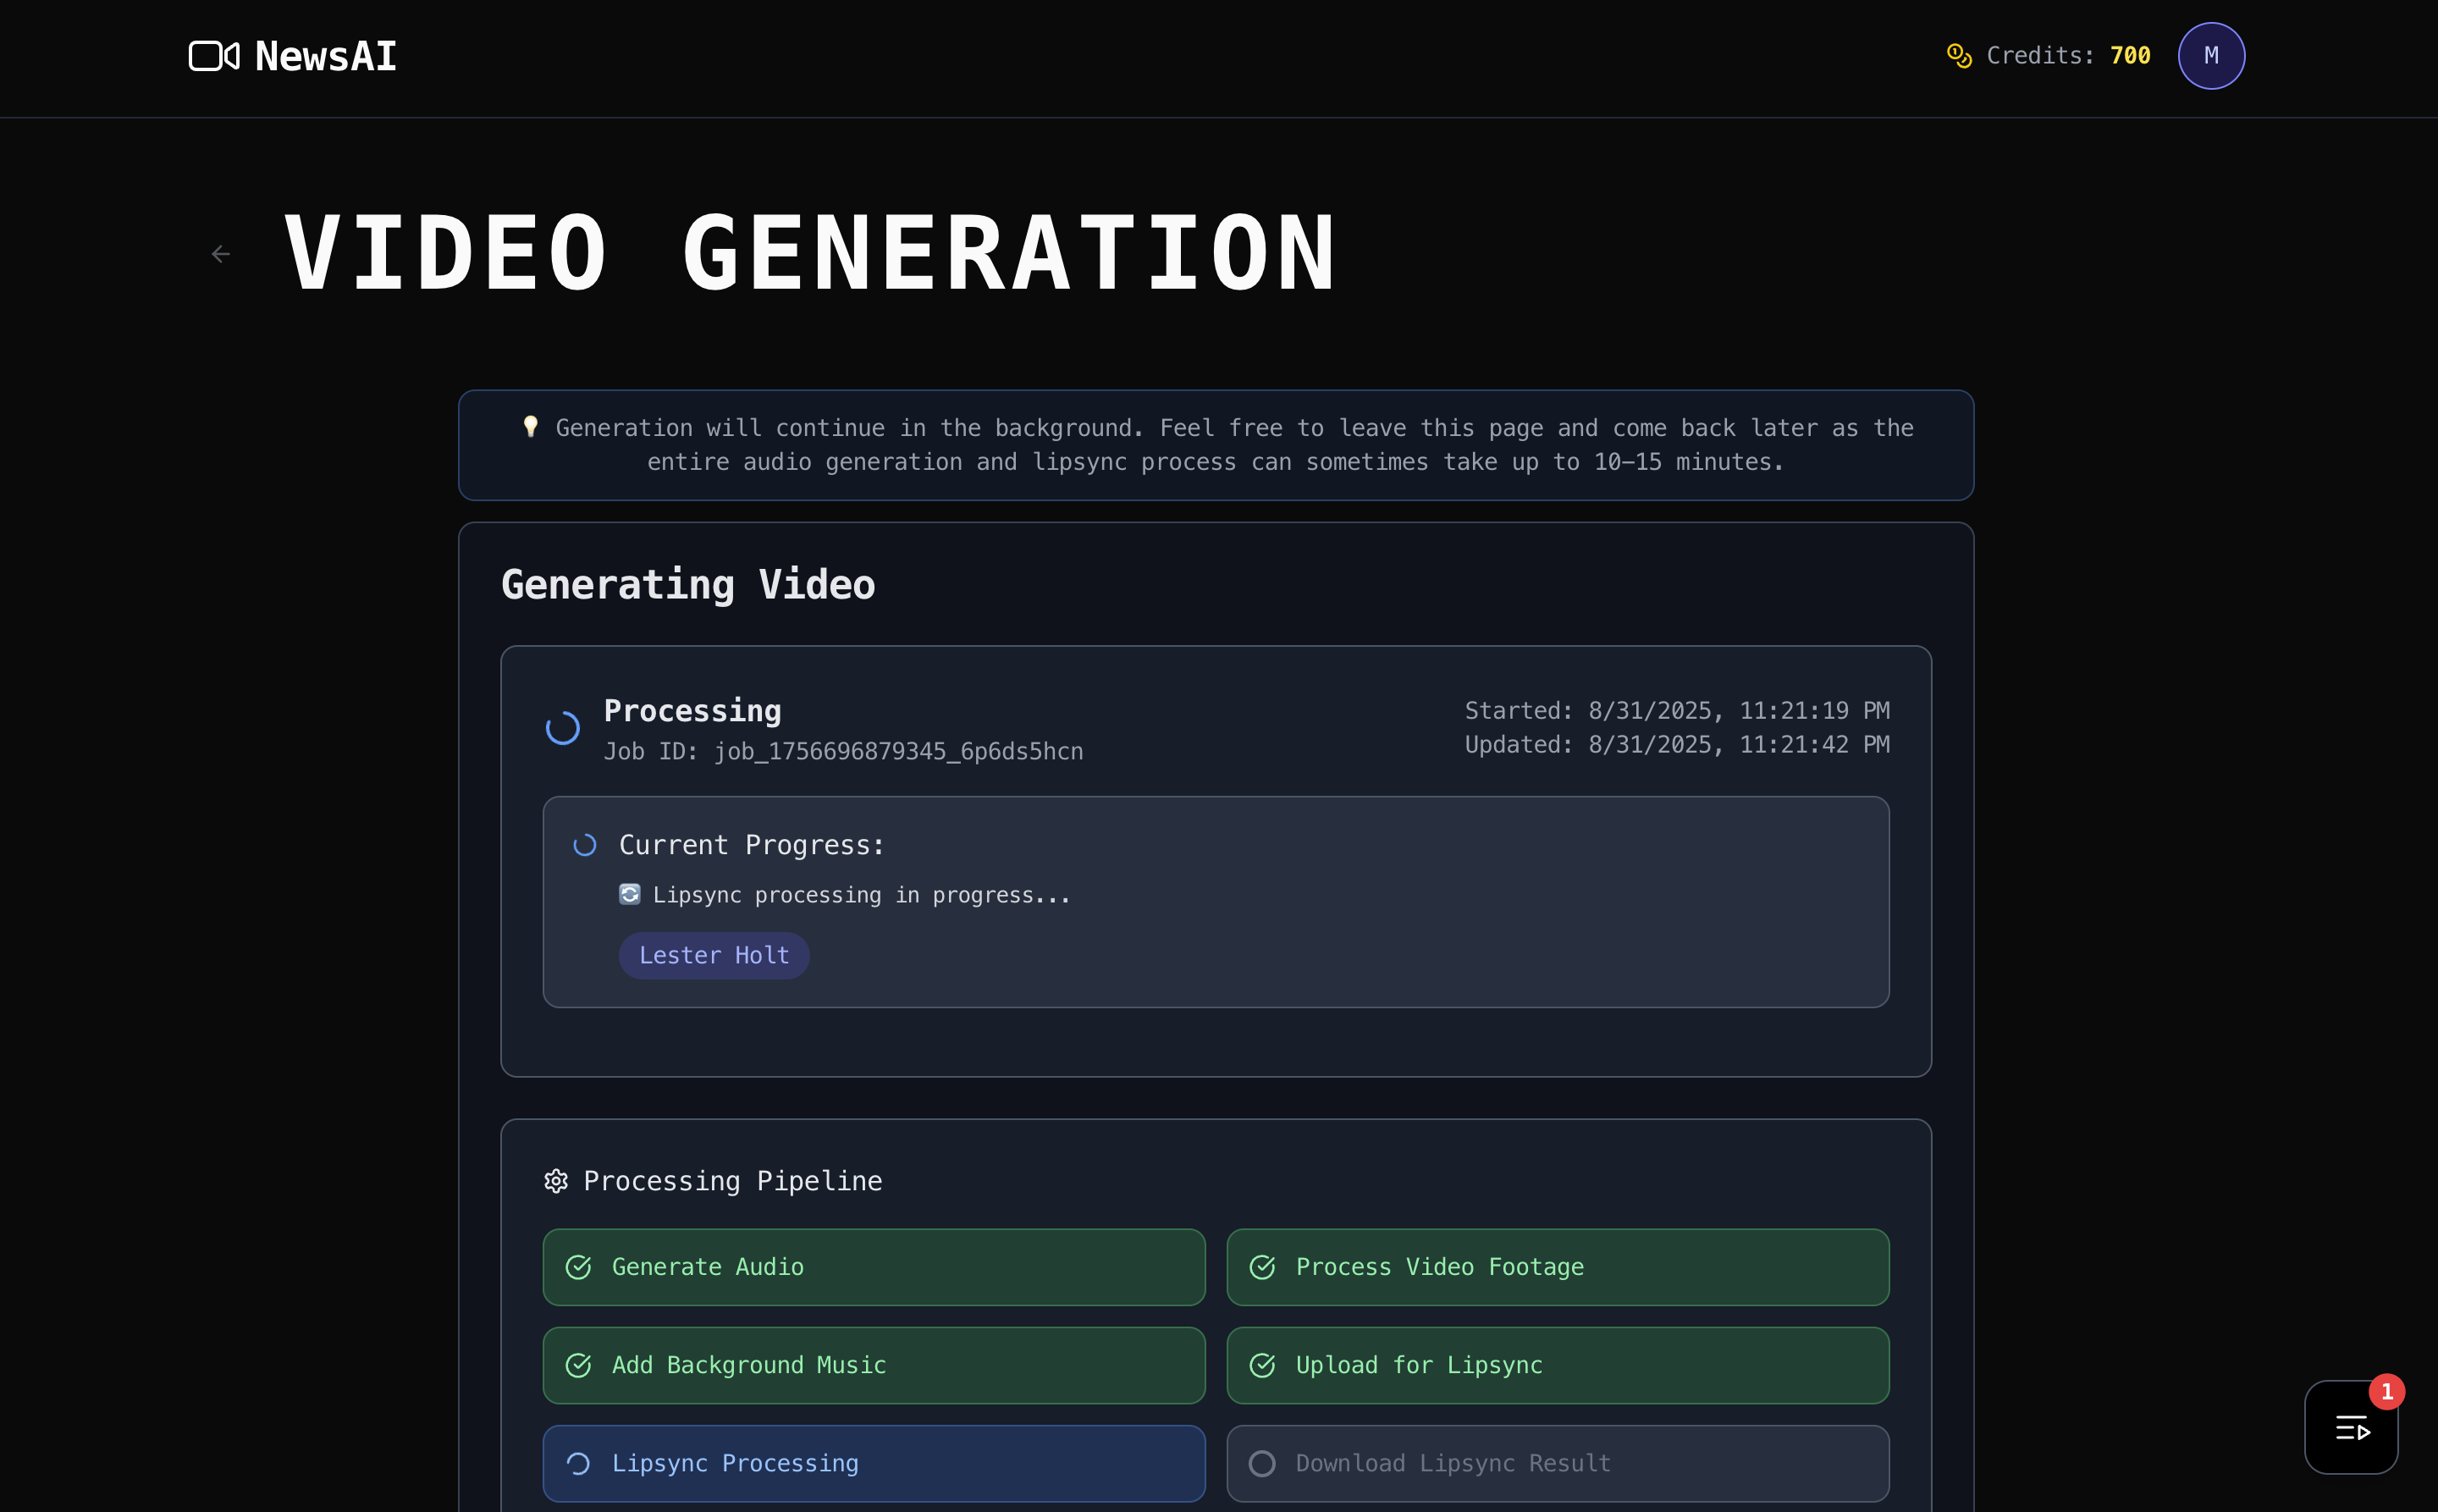 NewsAI
Credits: 700
M
VIDEO GENERATION
Generation will continue in the background. Feel free to leave this page and come back later as the
entire audio generation and lipsync process can sometimes take up to 10–15 minutes.
Generating Video
Processing
Job ID: job_1756696879345_6p6ds5hcn
Started: 8/31/2025, 11:21:19 PM
Updated: 8/31/2025, 11:21:42 PM
Current Progress:
Lipsync processing in progress...
Lester Holt
Processing Pipeline
Generate Audio
Process Video Footage
Add Background Music
Upload for Lipsync
Lipsync Processing
Download Lipsync Result
1